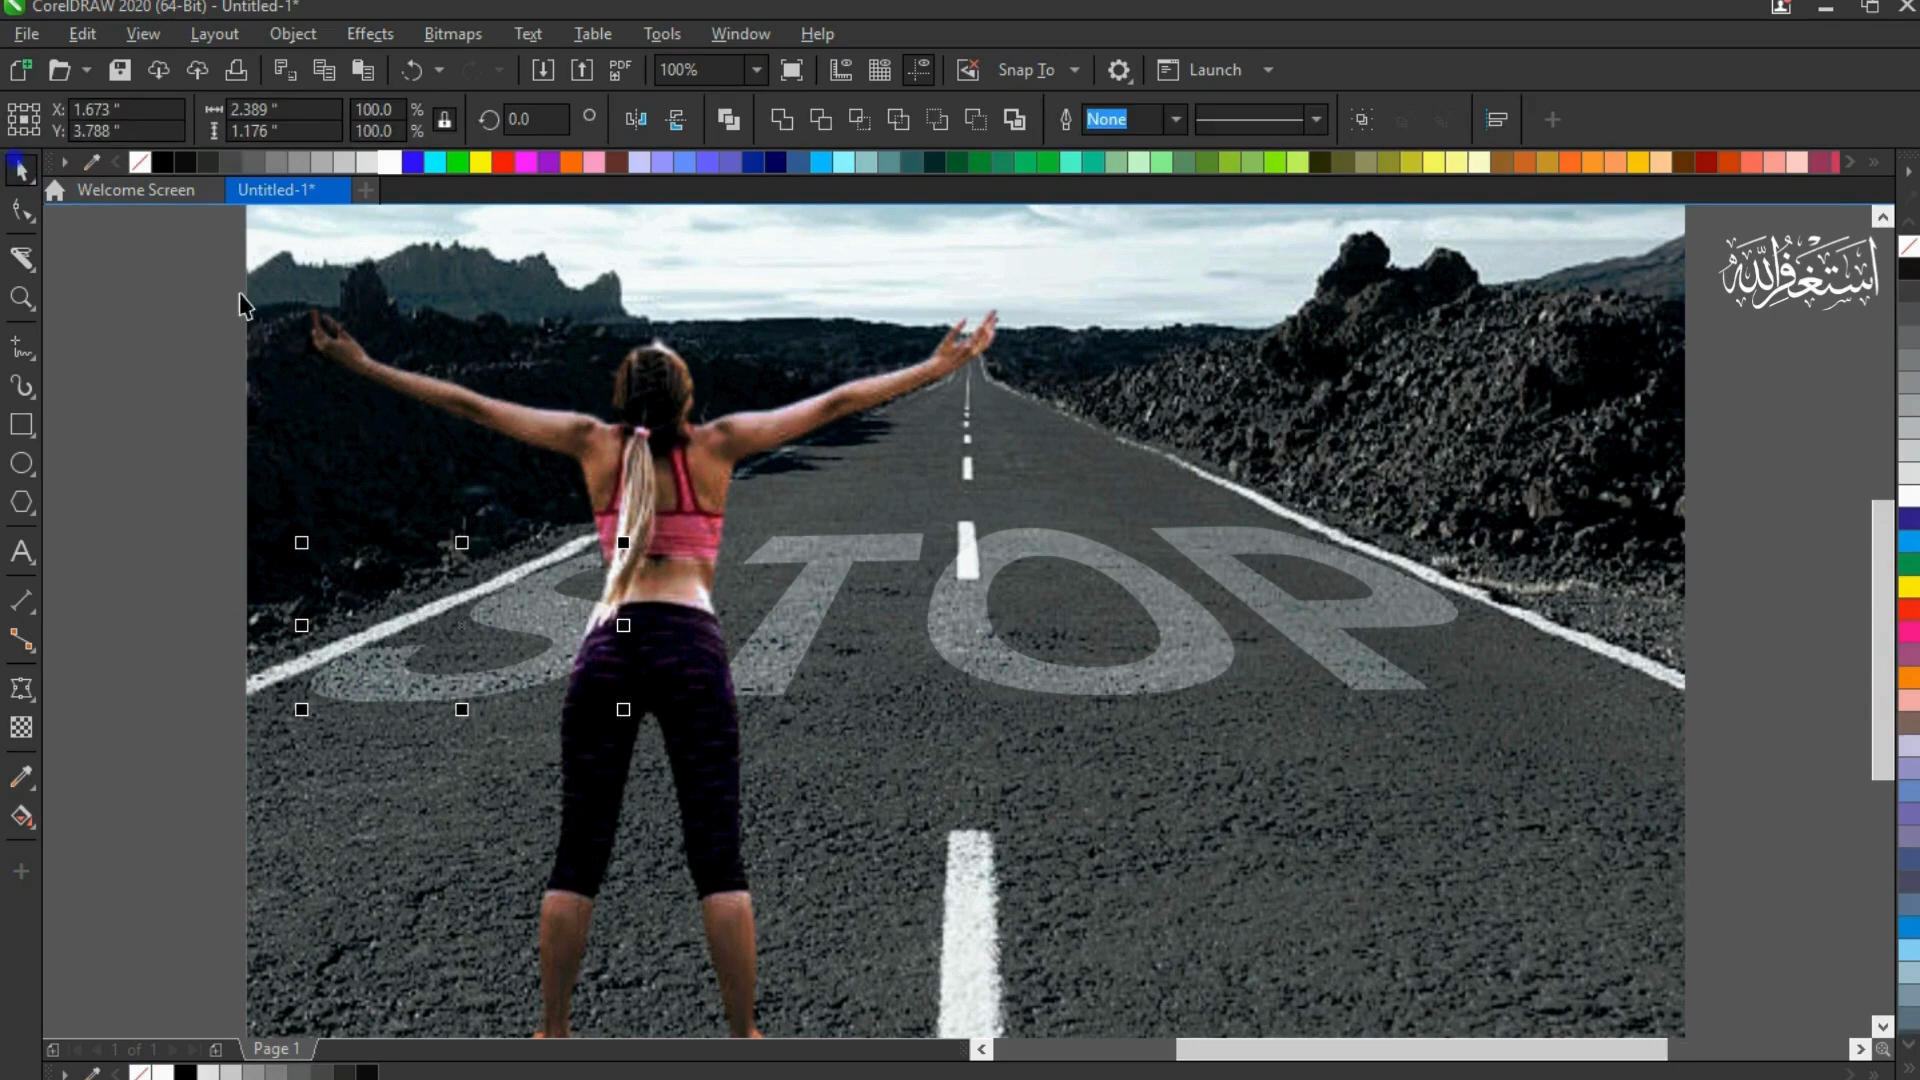 CorelDRAW 2020 (64-Bit) - Untitled-1*
File Edit View Layout Object Effects Bitmaps Text Table Tools Window Help
PDF 100% Snap To Launch
X: 1.673 " 2.389 " 100.0 % 0.0 None
Y: 3.788 " 1.176 " 100.0 %
Welcome Screen Untitled-1*
أستغفر الله
STOP
1 of 1 Page 1